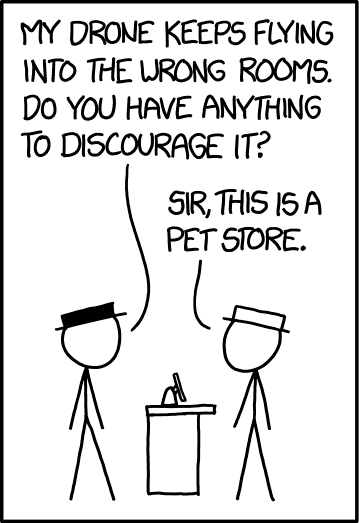 MY DRONE KEEPS FLYING
INTO THE WRONG ROOMS.
DO YOU HAVE ANYTHING
TO DISCOURAGE IT?
SIR, THIS IS A
PET STORE.